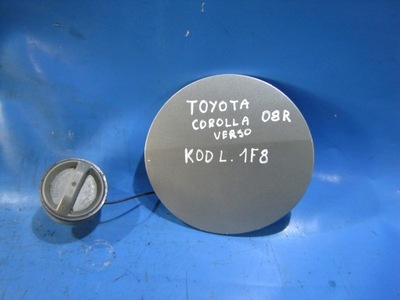 TOYOTA
COROLLA 08R
VERSO
KOD L. 1F8